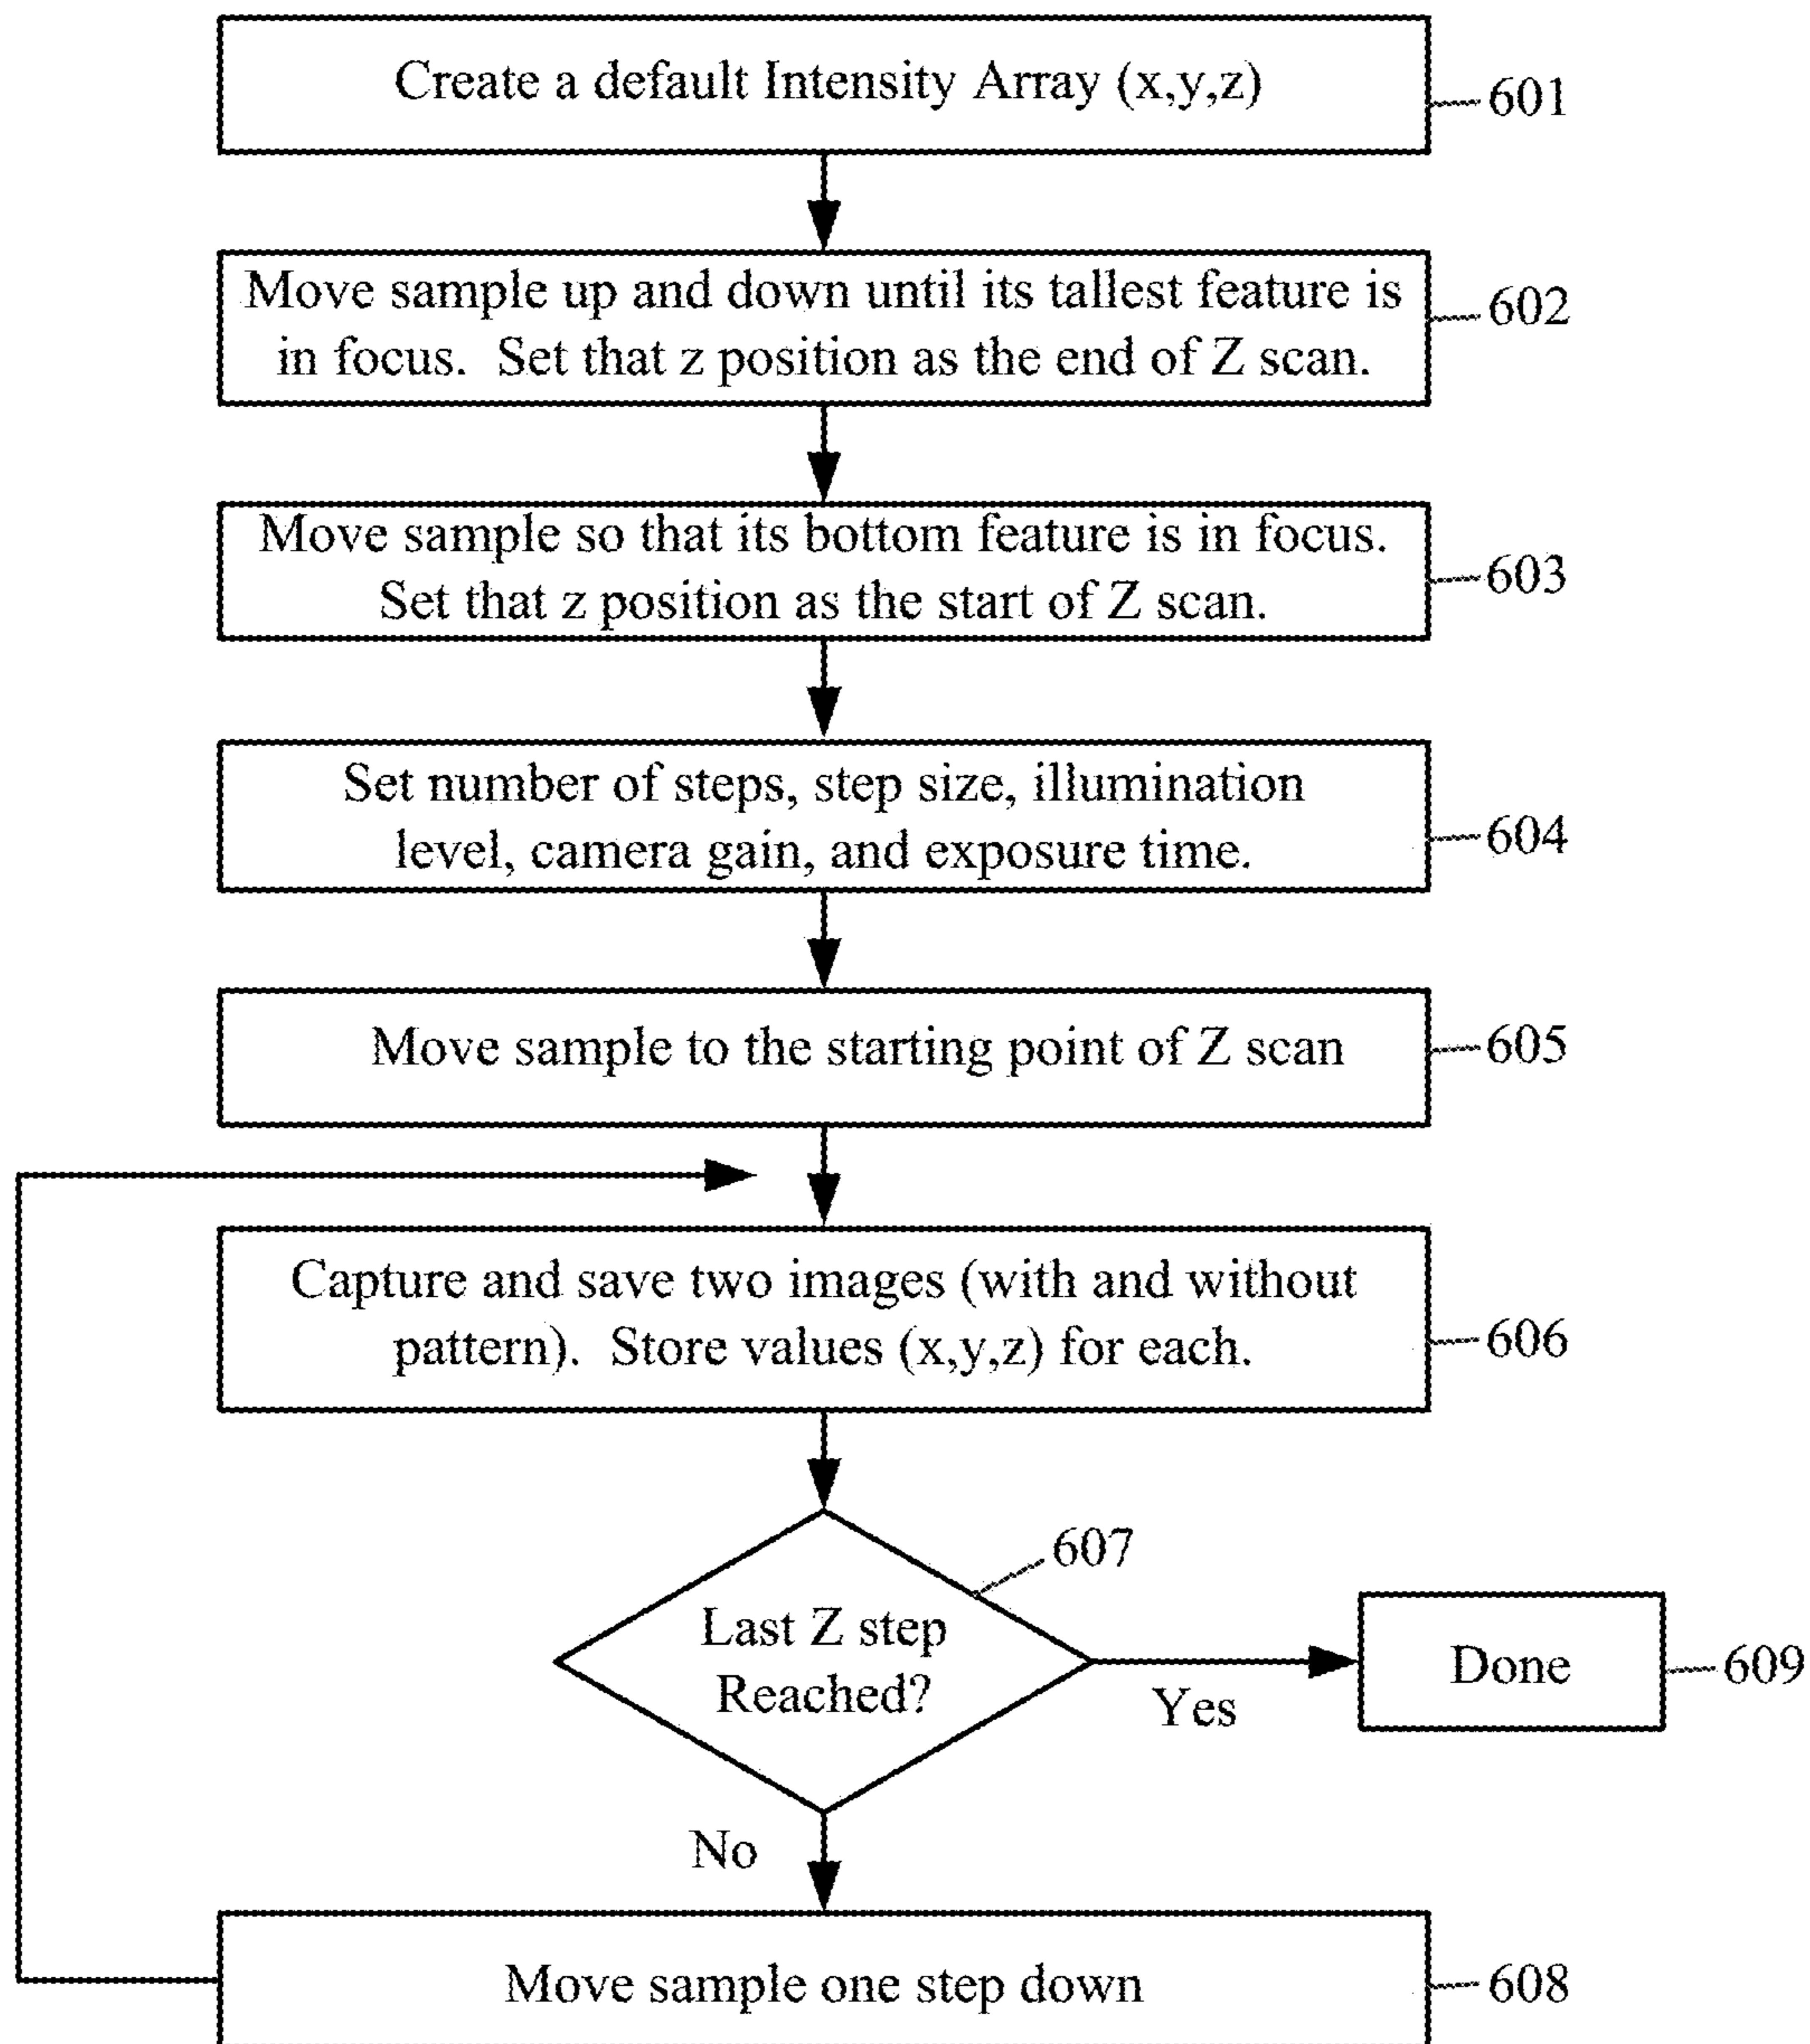 Create a default Intensity Array (x,y,z)
601
Move sample up and down until its tallest feature is
in focus.  Set that z position as the end of Z scan.
602
Move sample so that its bottom feature is in focus.
Set that z position as the start of Z scan.
603
Set number of steps, step size, illumination
level, camera gain, and exposure time.
604
Move sample to the starting point of Z scan
605
Capture and save two images (with and without
pattern).  Store values (x,y,z) for each.
606
607
Last Z step
Reached?
Yes
Done
609
No
Move sample one step down
608